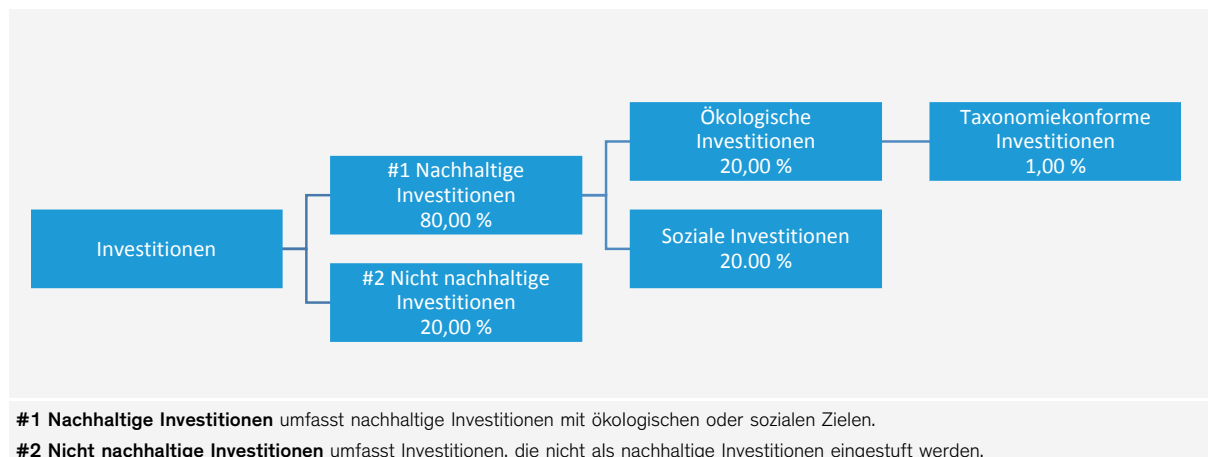 Investitionen
#1 Nachhaltige
Investitionen
80,00 %
#2 Nicht nachhaltige
Investitionen
20,00 %
Ökologische
Investitionen
20,00 %
Soziale Investitionen
20.00 %
Taxonomiekonforme
Investitionen
1,00 %
#1 Nachhaltige Investitionen umfasst nachhaltige Investitionen mit ökologischen oder sozialen Zielen.
#2 Nicht nachhaltige Investitionen umfasst Investitionen, die nicht als nachhaltige Investitionen eingestuft werden.